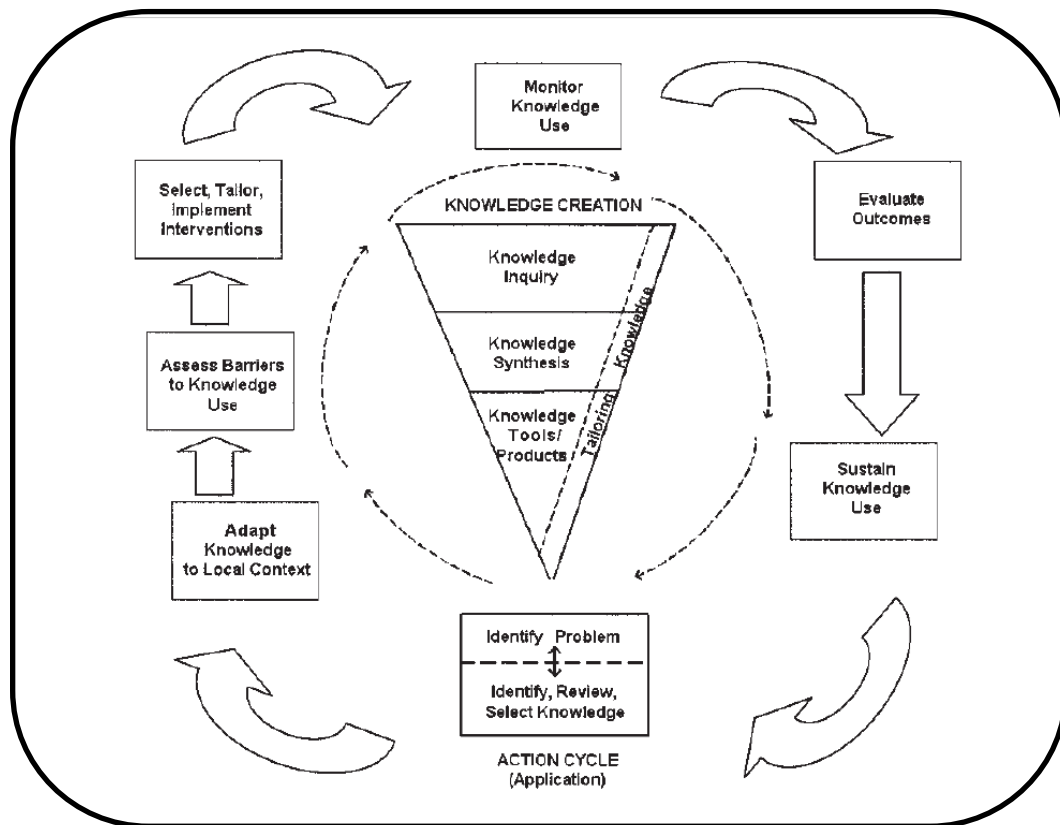 Monitor
Knowledge
Use
Select, Tailor,
Implement
Interventions
Evaluate
Outcomes
KNOWLEDGE CREATION
Knowledge
Inquiry
Knowledge
Synthesis
Knowledge
Tools/
Products
Tailoring Knowledge
Assess Barriers
to Knowledge
Use
Sustain
Knowledge
Use
Adapt
Knowledge
to Local Context
Identify Problem
Identify, Review,
Select Knowledge
ACTION CYCLE
(Application)